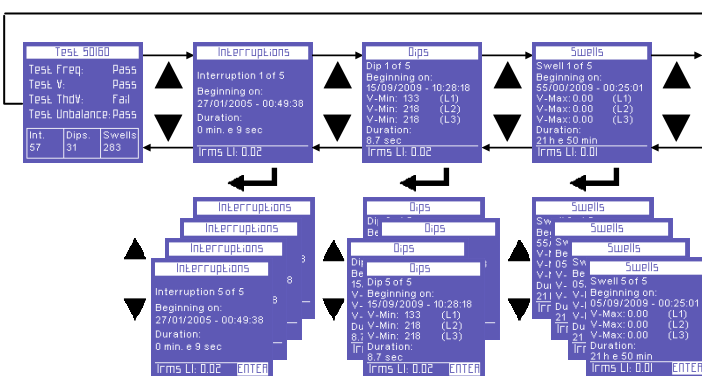 Test 50160
Test Freq: Pass
Test V: Pass
Test ThdV: Fail
Test Unbalance: Pass
Int. Dips. Swells
57 31 283
Interruptions
Interruption 1 of 5
Beginning on:
27/01/2005 - 00:49:38
Duration:
0 min. e 9 sec
Irms L1: 0.02
Dips
Dip 1 of 5
Beginning on:
15/09/2009 - 10:28:18
V-Min: 133 (L1)
V-Min: 218 (L2)
V-Min: 218 (L3)
Duration:
8.7 sec
Irms L1: 0.02
Swells
Swell 1 of 5
Beginning on:
55/00/2009 - 00:25:01
V-Max:0.00 (L1)
V-Max:0.00 (L2)
V-Max:0.00 (L3)
Duration:
21h e 50 min
Irms L1: 0.01
Interruptions
Interruptions
Interruptions
Interruptions
Interruption 5 of 5
Beginning on:
27/01/2005 - 00:49:38
Duration:
0 min. e 9 sec
Irms L1: 0.02 ENTER
Dips
Dips
Dips
Dips
Dip 5 of 5
Beginning on:
15/09/2009 - 10:28:18
V-Min: 133 (L1)
V-Min: 218 (L2)
V-Min: 218 (L3)
Duration:
8.7 sec
Irms L1: 0.02 ENTER
Swells
Swells
Swells
Swells
Swell 5 of 5
Beginning on:
05/09/2009 - 00:25:01
V-Max:0.00 (L1)
V-Max:0.00 (L2)
V-Max:0.00 (L3)
Duration:
21h e 50 min
Irms L1: 0.01 ENTER